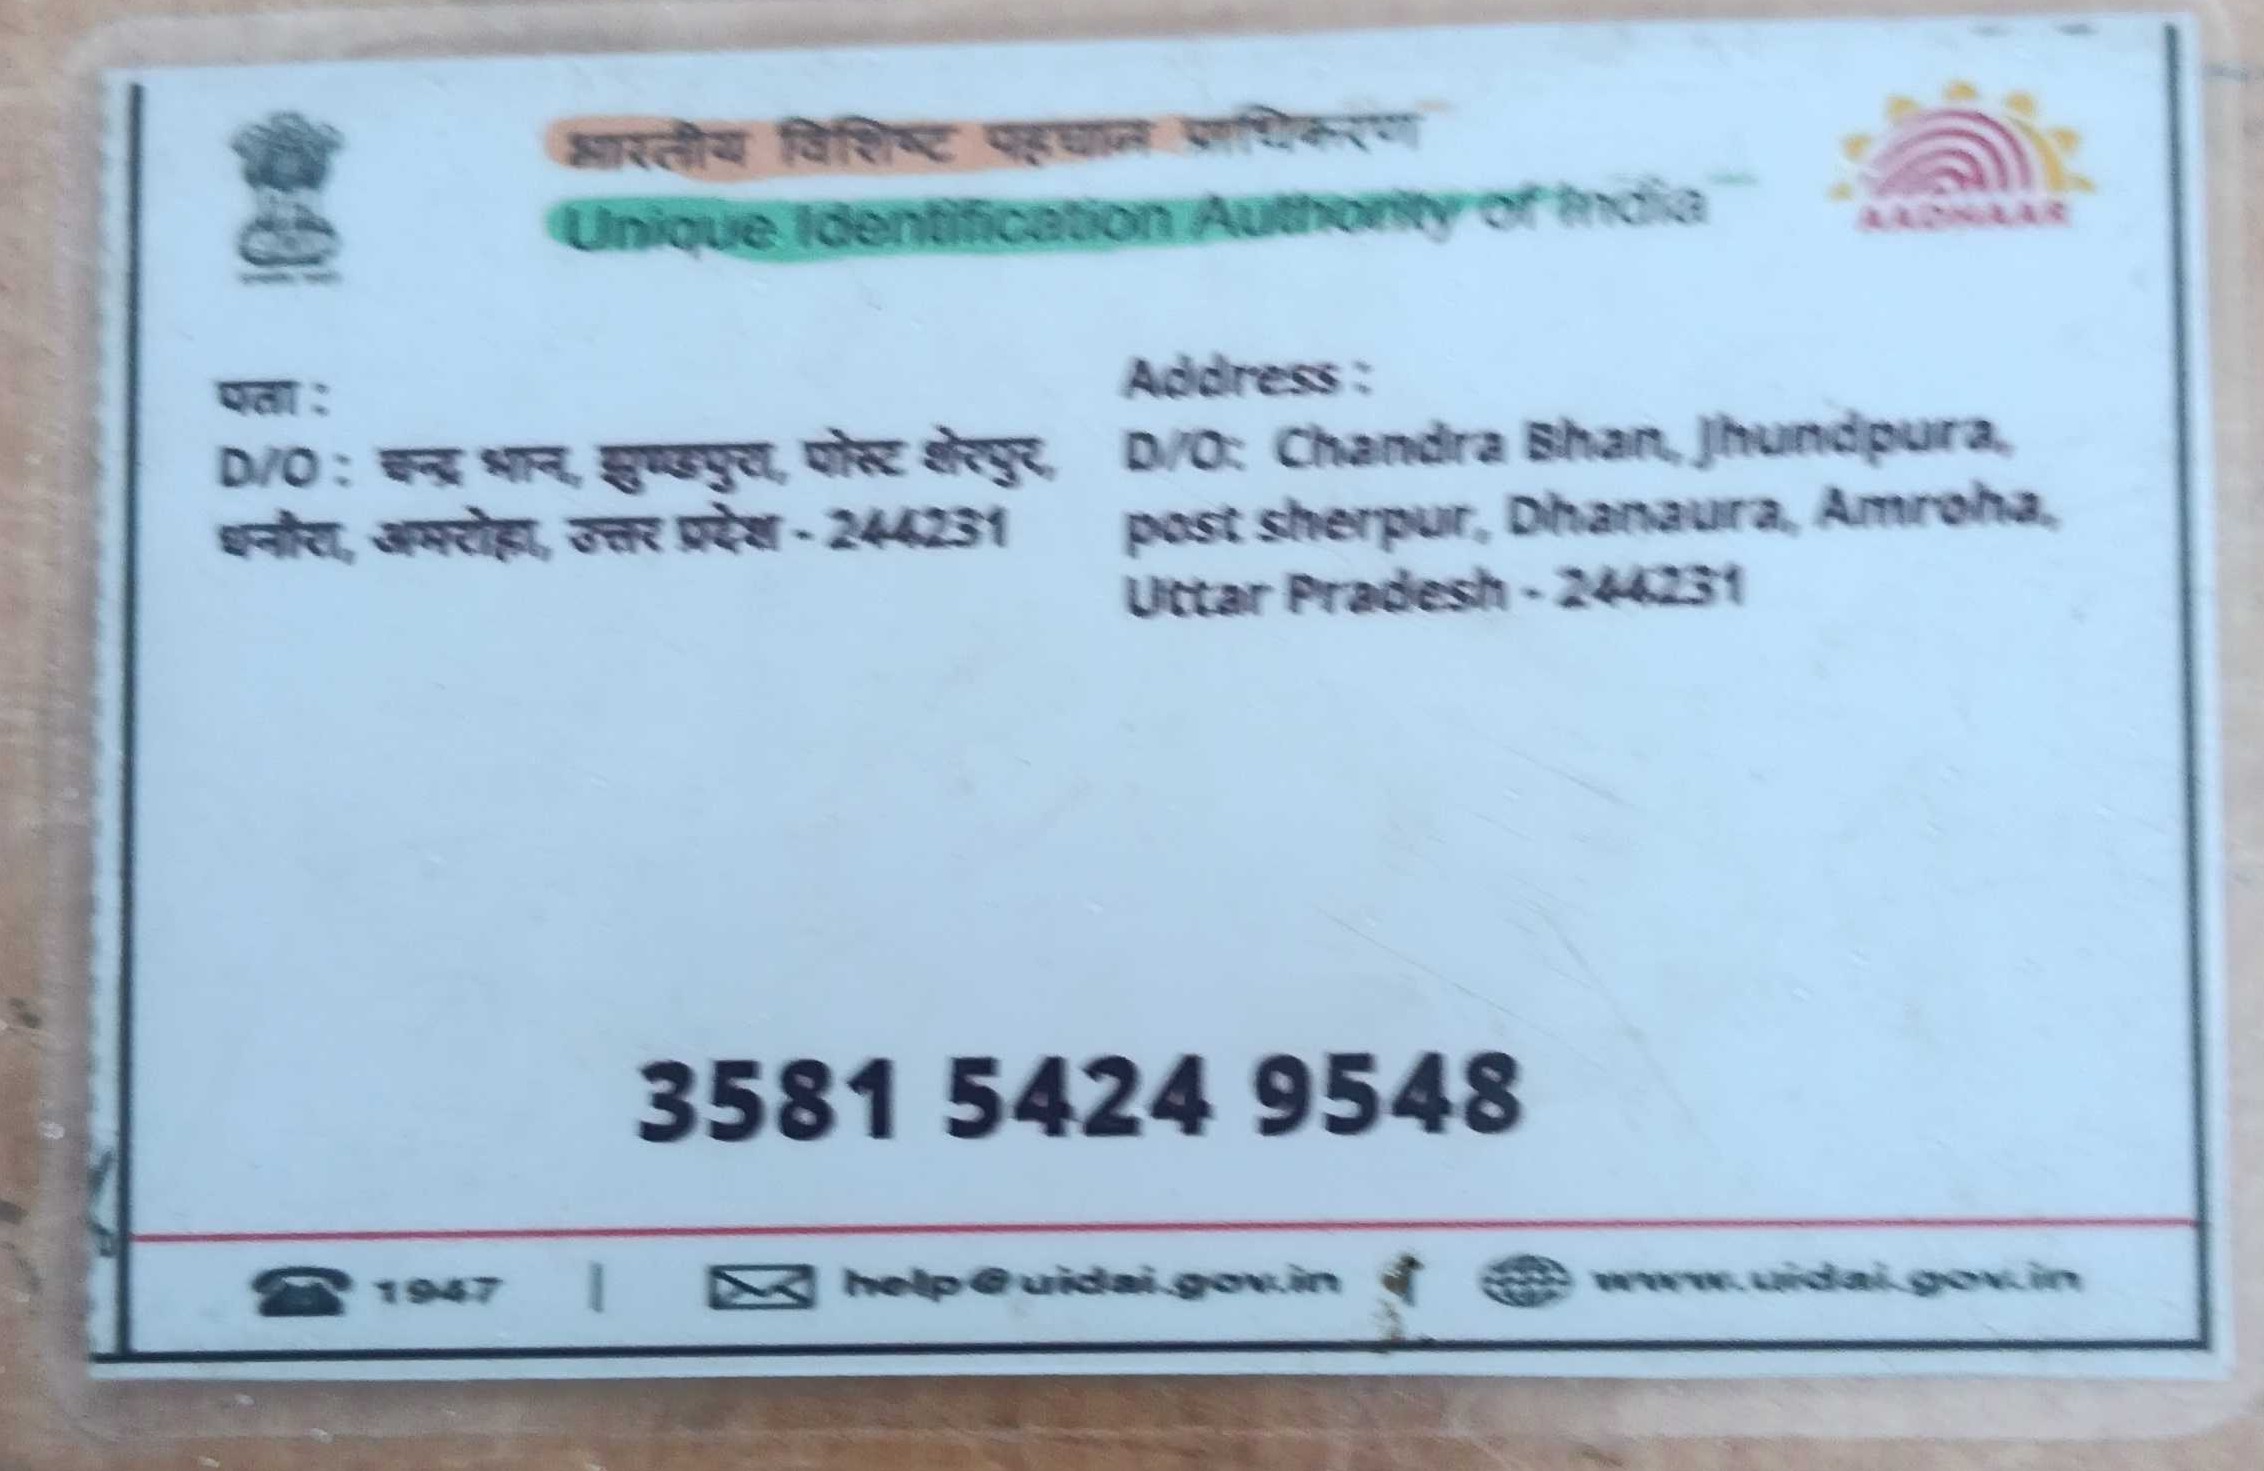 भारतीय विशिष्ट पहचान प्राधिकरण
Unique Identification Authority of India
AADHAAR
पता :
D/O : चन्द्र भान, झुण्डपुरा, पोस्ट शेरपुर,
धनौरा, अमरोहा, उत्तर प्रदेश - 244231
Address :
D/O: Chandra Bhan, Jhundpura,
post sherpur, Dhanaura, Amroha,
Uttar Pradesh - 244231
3581 5424 9548
1947 | help@uidai.gov.in www.uidai.gov.in